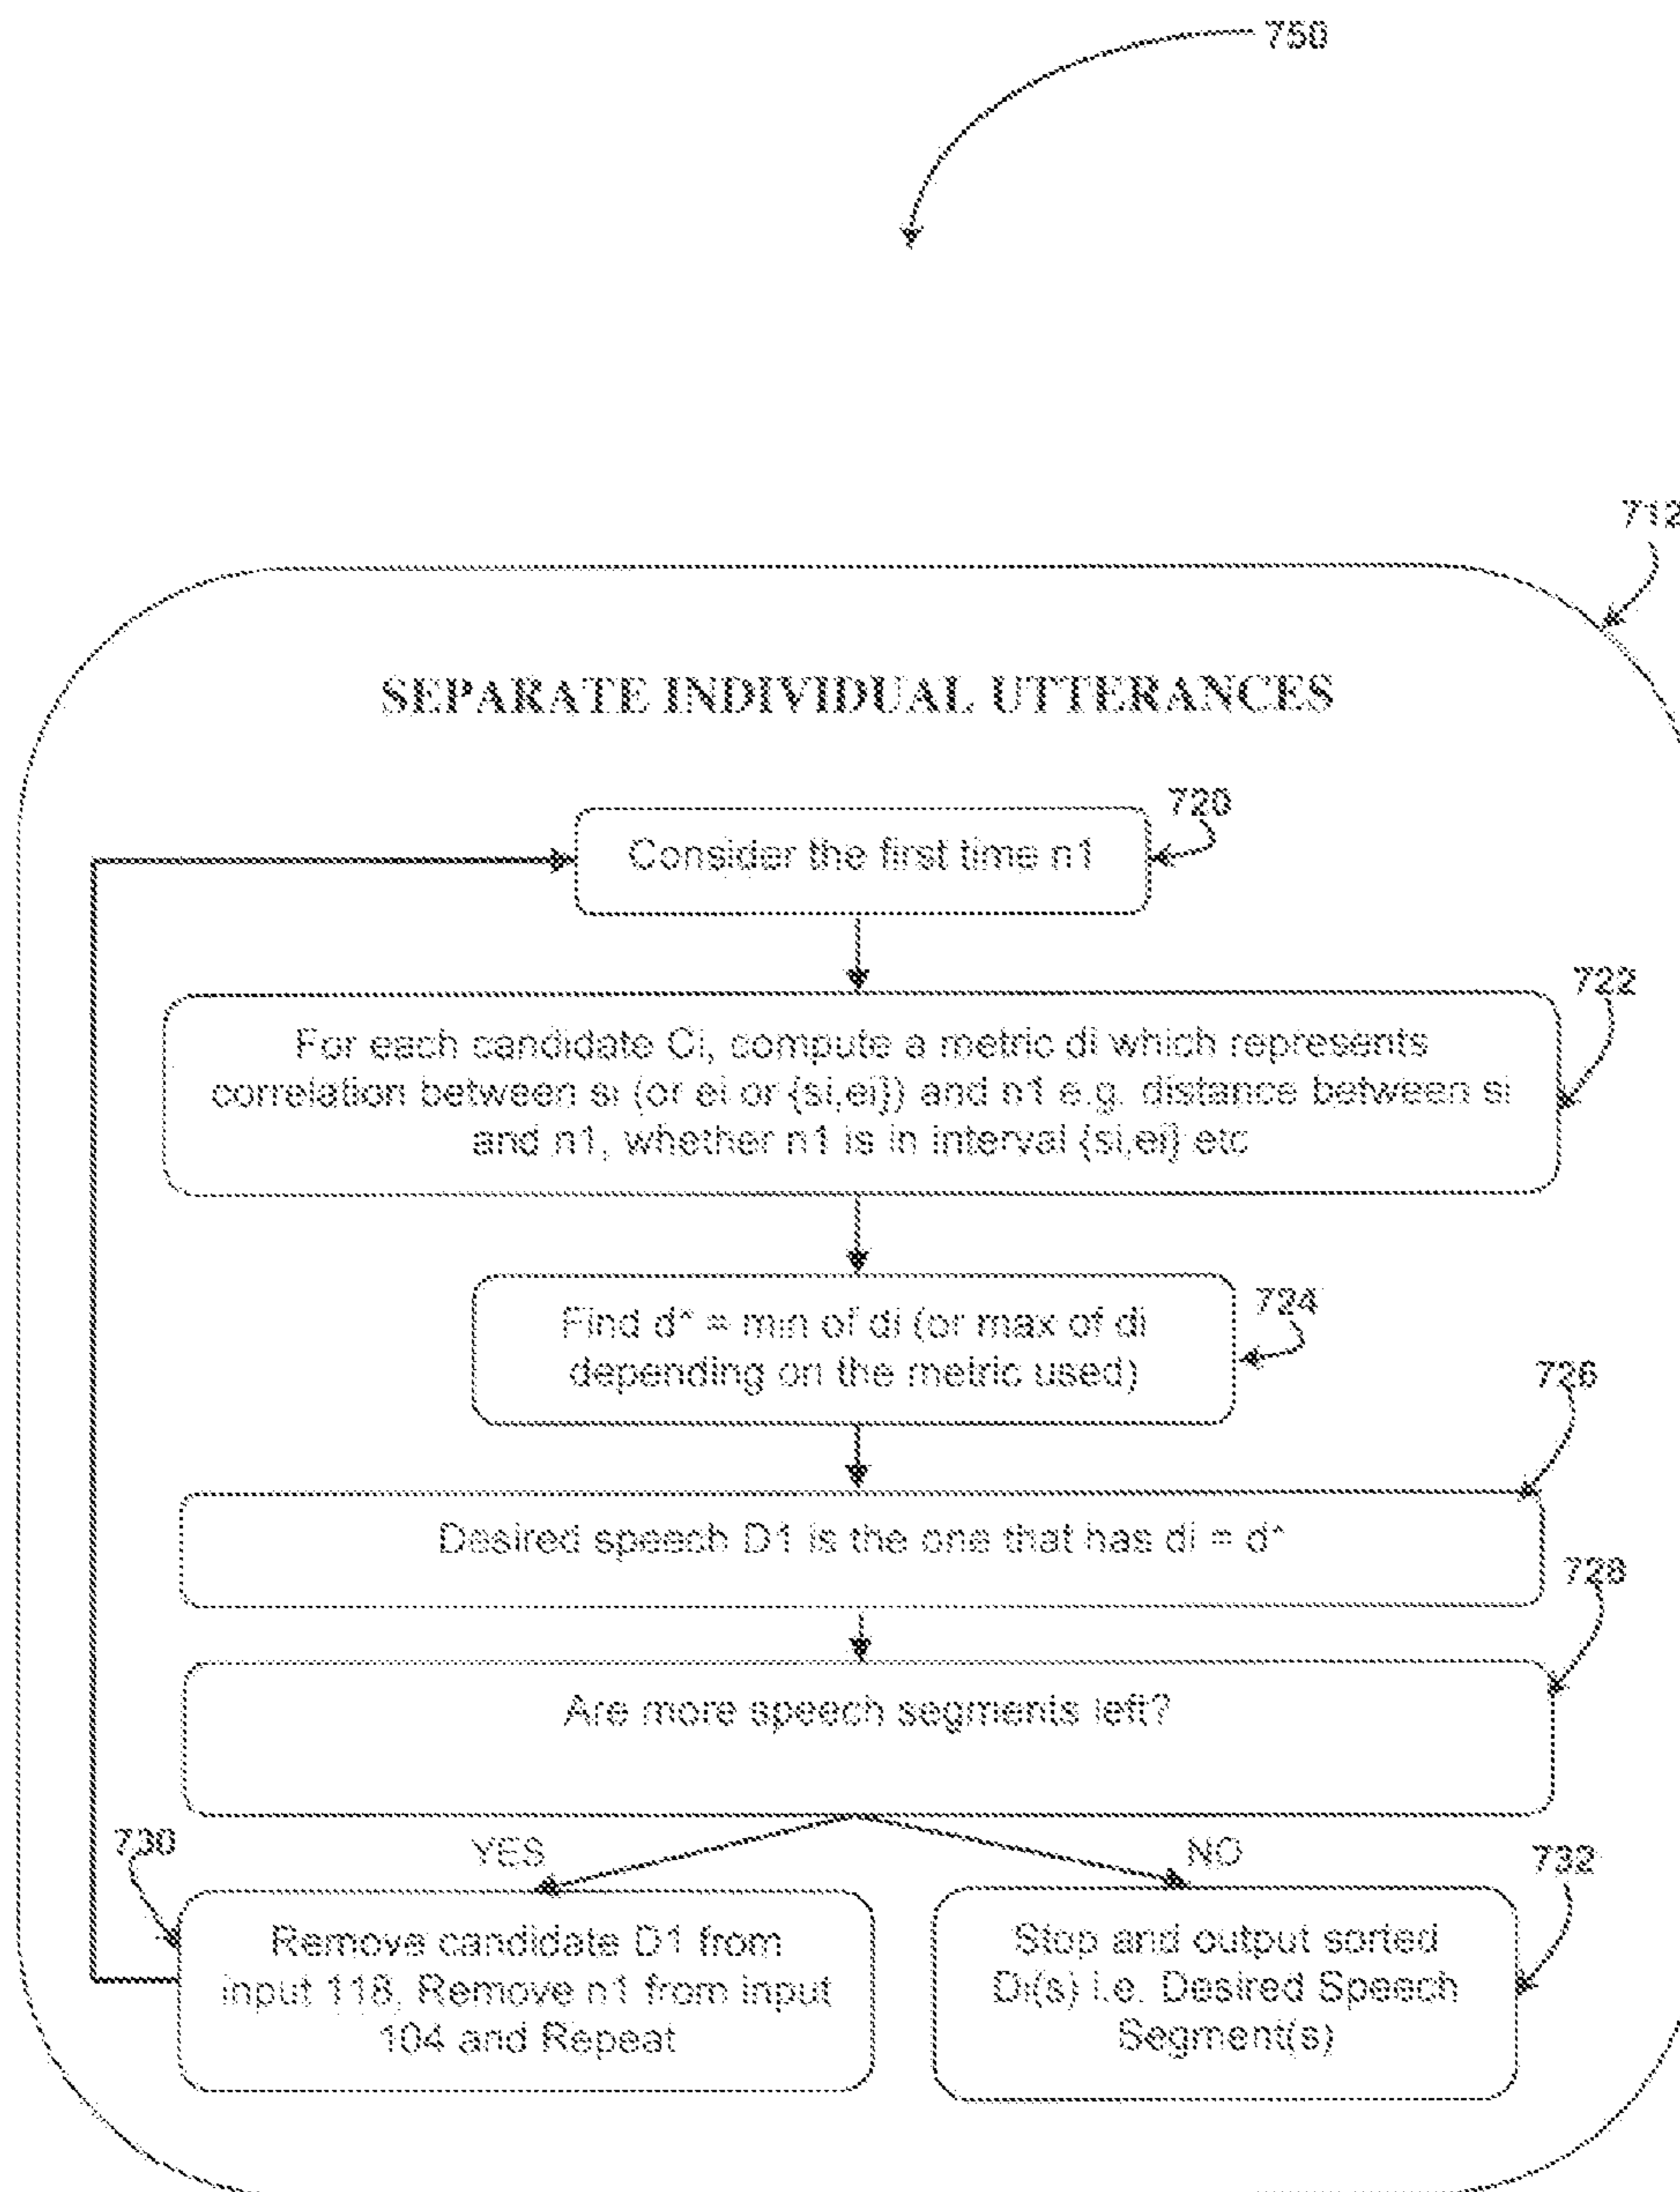 750
712
SEPARATE INDIVIDUAL UTTERANCES
720
Consider the first time n1
722
For each candidate Ci, compute a metric di which represents
correlation between si (or ei or {si,ei}) and n1 e.g. distance between si
and n1, whether n1 is in interval {si,ei} etc
724
Find d* = min of di (or max of di
depending on the metric used)
726
Desired speech D1 is the one that has di = d*
728
Are more speech segments left?
730
YES
NO
732
Remove candidate D1 from
input 118, Remove n1 from input
104 and Repeat
Stop and output sorted
Di(s) i.e. Desired Speech
Segment(s)